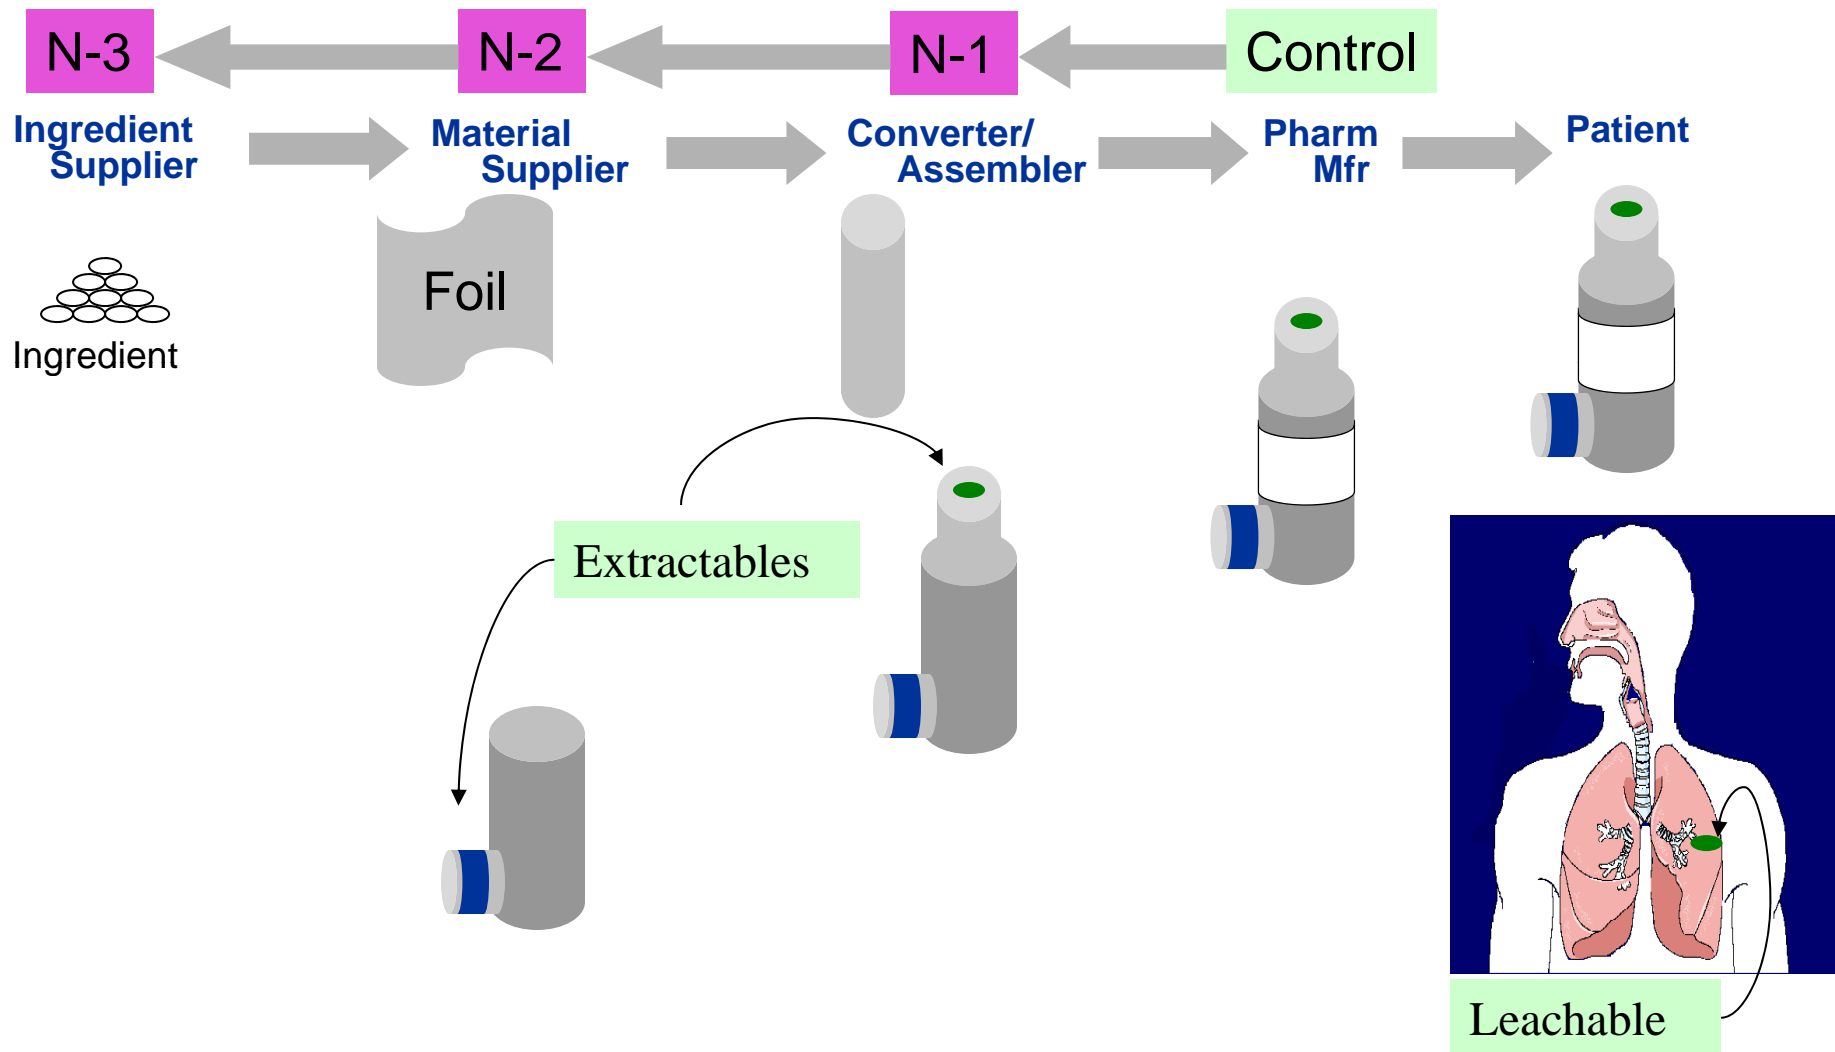 N-3
N-2
N-1
Control
Ingredient
Supplier
Material
Supplier
Converter/
Assembler
Pharm
Mfr
Patient
Foil
Ingredient
Extractables
Leachable